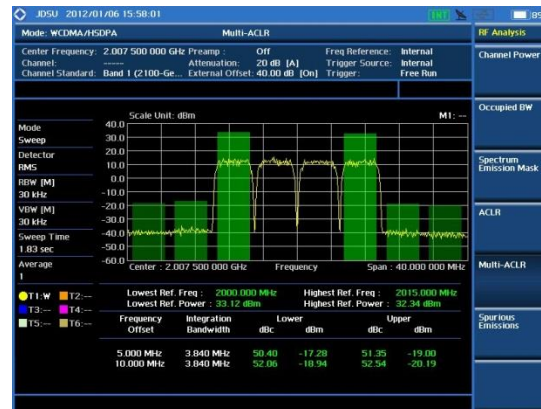 JDSU 2012/01/06 15:58:01 INT 85
Mode: WCDMA/HSDPA Multi-ACLR RF Analysis
Center Frequency: 2.007 500 000 GHz Preamp : Off Freq Reference: Internal
Channel: ----- Attenuation: 20 dB [A] Trigger Source: Internal
Channel Standard: Band 1 (2100-Ge... External Offset: 40.00 dB [On] Trigger: Free Run
Channel Power
Occupied BW
Spectrum
Emission Mask
ACLR
Multi-ACLR
Spurious
Emissions
Mode
Sweep
Detector
RMS
RBW [M]
30 kHz
VBW [M]
30 kHz
Sweep Time
1.83 sec
Average
1
T1:W T2:--
T3:-- T4:--
T5:-- T6:--
Scale Unit: dBm M1: --
40.0
30.0
20.0
10.0
0.0
-10.0
-20.0
-30.0
-40.0
-50.0
-60.0
Center : 2.007 500 000 GHz Frequency Span : 40.000 000 MHz
Lowest Ref. Freq : 2000.000 MHz Highest Ref. Freq : 2015.000 MHz
Lowest Ref. Power : 33.12 dBm Highest Ref. Power : 32.34 dBm
Frequency Integration Lower Upper
Offset Bandwidth dBc dBm dBc dBm
5.000 MHz 3.840 MHz 50.40 -17.28 51.35 -19.00
10.000 MHz 3.840 MHz 52.06 -18.94 52.54 -20.19